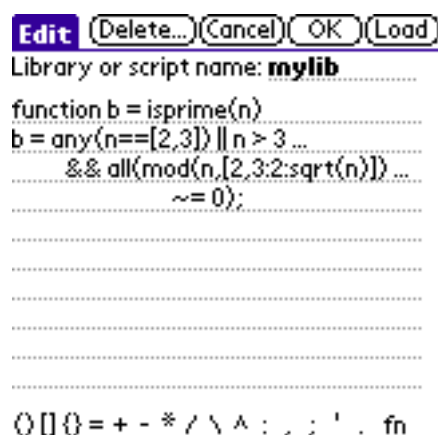 Edit (Delete...) (Cancel) ( OK ) (Load)
Library or script name: mylib
function b = isprime(n)
b = any(n==[2,3]) || n > 3 ...
&& all(mod(n,[2,3:2:sqrt(n)]) ...
~= 0);
() [] {} = + - * / \ ^ : , ; ' . fn